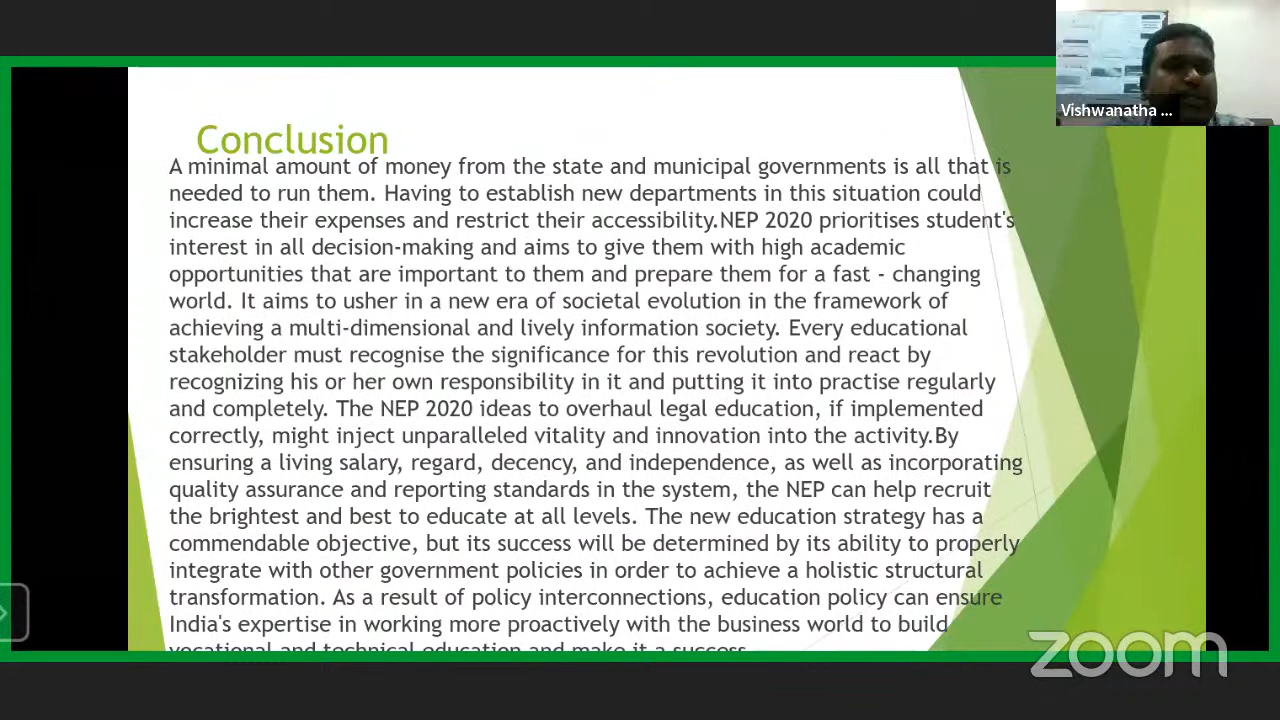 Vishwanatha ...
Conclusion
A minimal amount of money from the state and municipal governments is all that is
needed to run them. Having to establish new departments in this situation could
increase their expenses and restrict their accessibility.NEP 2020 prioritises student's
interest in all decision-making and aims to give them with high academic
opportunities that are important to them and prepare them for a fast - changing
world. It aims to usher in a new era of societal evolution in the framework of
achieving a multi-dimensional and lively information society. Every educational
stakeholder must recognise the significance for this revolution and react by
recognizing his or her own responsibility in it and putting it into practise regularly
and completely. The NEP 2020 ideas to overhaul legal education, if implemented
correctly, might inject unparalleled vitality and innovation into the activity.By
ensuring a living salary, regard, decency, and independence, as well as incorporating
quality assurance and reporting standards in the system, the NEP can help recruit
the brightest and best to educate at all levels. The new education strategy has a
commendable objective, but its success will be determined by its ability to properly
integrate with other government policies in order to achieve a holistic structural
transformation. As a result of policy interconnections, education policy can ensure
India's expertise in working more proactively with the business world to build
vocational and technical education and make it a success
zoom